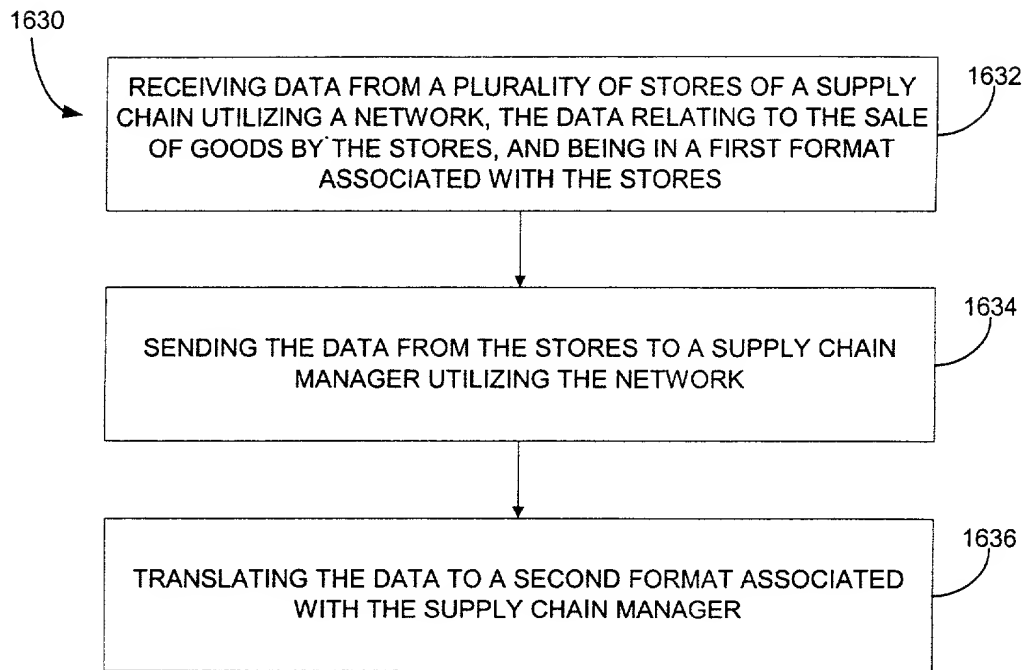 1630
1632
RECEIVING DATA FROM A PLURALITY OF STORES OF A SUPPLY
CHAIN UTILIZING A NETWORK, THE DATA RELATING TO THE SALE
OF GOODS BY THE STORES, AND BEING IN A FIRST FORMAT
ASSOCIATED WITH THE STORES
1634
SENDING THE DATA FROM THE STORES TO A SUPPLY CHAIN
MANAGER UTILIZING THE NETWORK
1636
TRANSLATING THE DATA TO A SECOND FORMAT ASSOCIATED
WITH THE SUPPLY CHAIN MANAGER